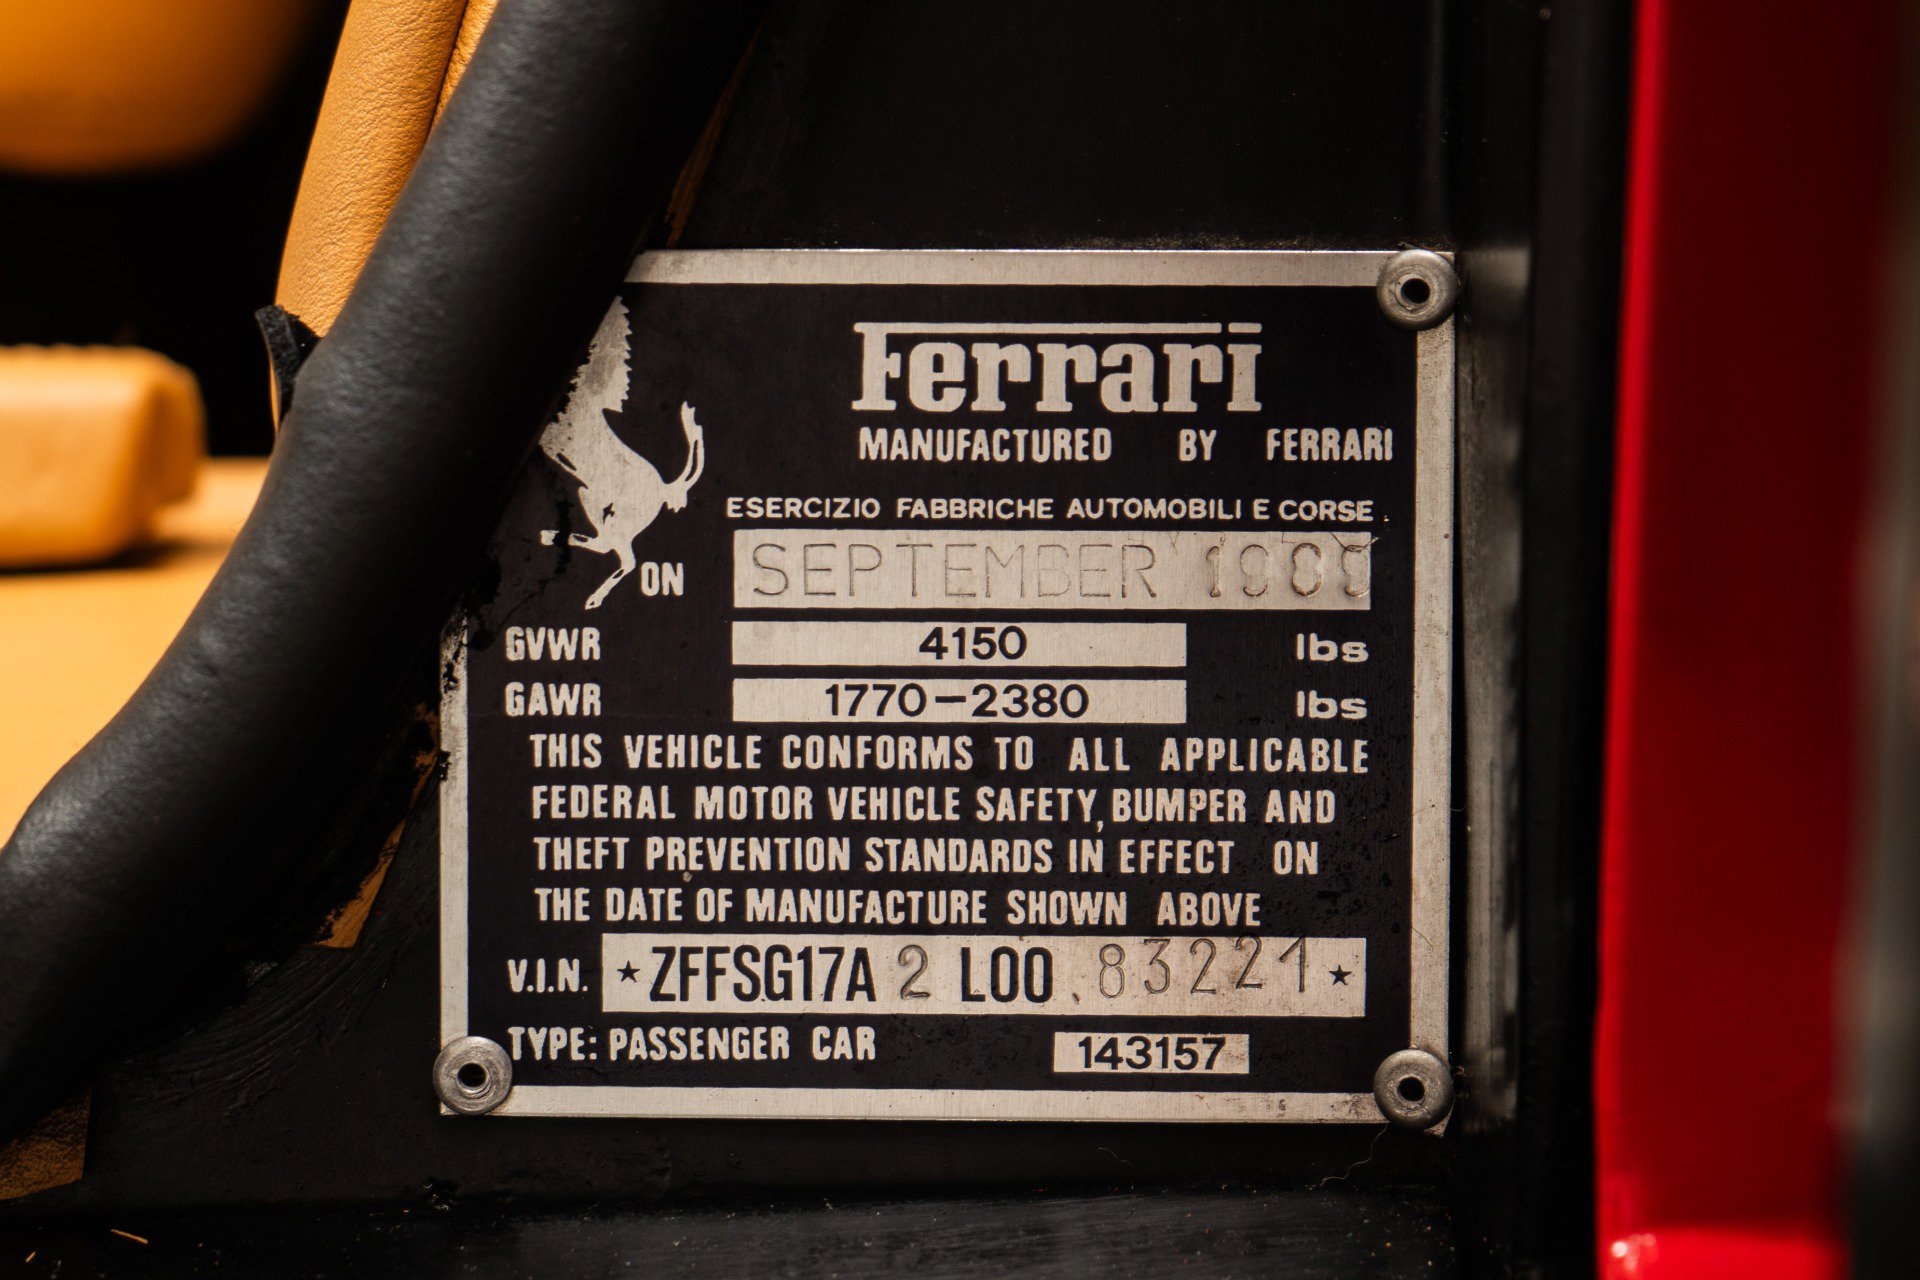 Ferrari
MANUFACTURED BY FERRARI
ESERCIZIO FABBRICHE AUTOMOBILI E CORSE
ON SEPTEMBER 1989
GVWR 4150 lbs
GAWR 1770-2380 lbs
THIS VEHICLE CONFORMS TO ALL APPLICABLE
FEDERAL MOTOR VEHICLE SAFETY, BUMPER AND
THEFT PREVENTION STANDARDS IN EFFECT ON
THE DATE OF MANUFACTURE SHOWN ABOVE
V.I.N. ★ZFFSG17A 2 L00 83221★
TYPE: PASSENGER CAR 143157